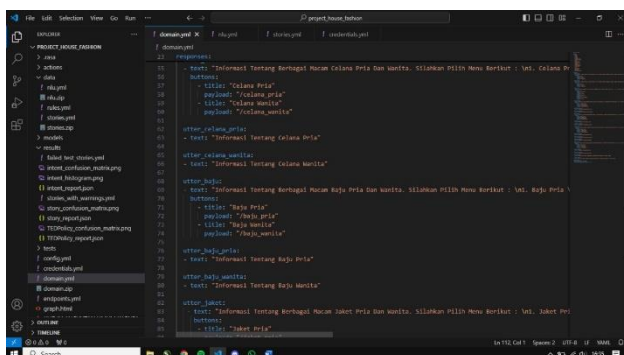 File Edit Selection View Go Run ...
project_house_fashion
EXPLORER
PROJECT_HOUSE_FASHION
.rasa
actions
data
nlu.yml
nlu.zip
rules.yml
stories.yml
stories.zip
models
results
failed_test_stories.yml
intent_confusion_matrix.png
intent_histogram.png
intent_report.json
stories_with_warnings.yml
story_confusion_matrix.png
story_report.json
TEDPolicy_confusion_matrix.png
TEDPolicy_report.json
tests
config.yml
credentials.yml
domain.yml
domain.zip
endpoints.yml
graph.html
OUTLINE
TIMELINE
domain.yml nlu.yml stories.yml credentials.yml
domain.yml
responses:
- text: "Informasi Tentang Berbagai Macam Celana Pria Dan Wanita. Silahkan Pilih Menu Berikut : \n1. Celana Pr
buttons:
- title: "Celana Pria"
payload: "/celana_pria"
- title: "Celana Wanita"
payload: "/celana_wanita"
utter_celana_pria:
- text: "Informasi Tentang Celana Pria"
utter_celana_wanita:
- text: "Informasi Tentang Celana Wanita"
utter_baju:
- text: "Informasi Tentang Berbagai Macam Baju Pria Dan Wanita. Silahkan Pilih Menu Berikut : \n1. Baju Pria \
buttons:
- title: "Baju Pria"
payload: "/baju_pria"
- title: "Baju Wanita"
payload: "/baju_wanita"
utter_baju_pria:
- text: "Informasi Tentang Baju Pria"
utter_baju_wanita:
- text: "Informasi Tentang Baju Wanita"
utter_jaket:
- text: "Informasi Tentang Berbagai Macam Jaket Pria Dan Wanita. Silahkan Pilih Menu Berikut : \n1. Jaket Pri
buttons:
- title: "Jaket Pria"
Ln 112, Col 1 Spaces: 2 UTF-8 LF YAML
Search